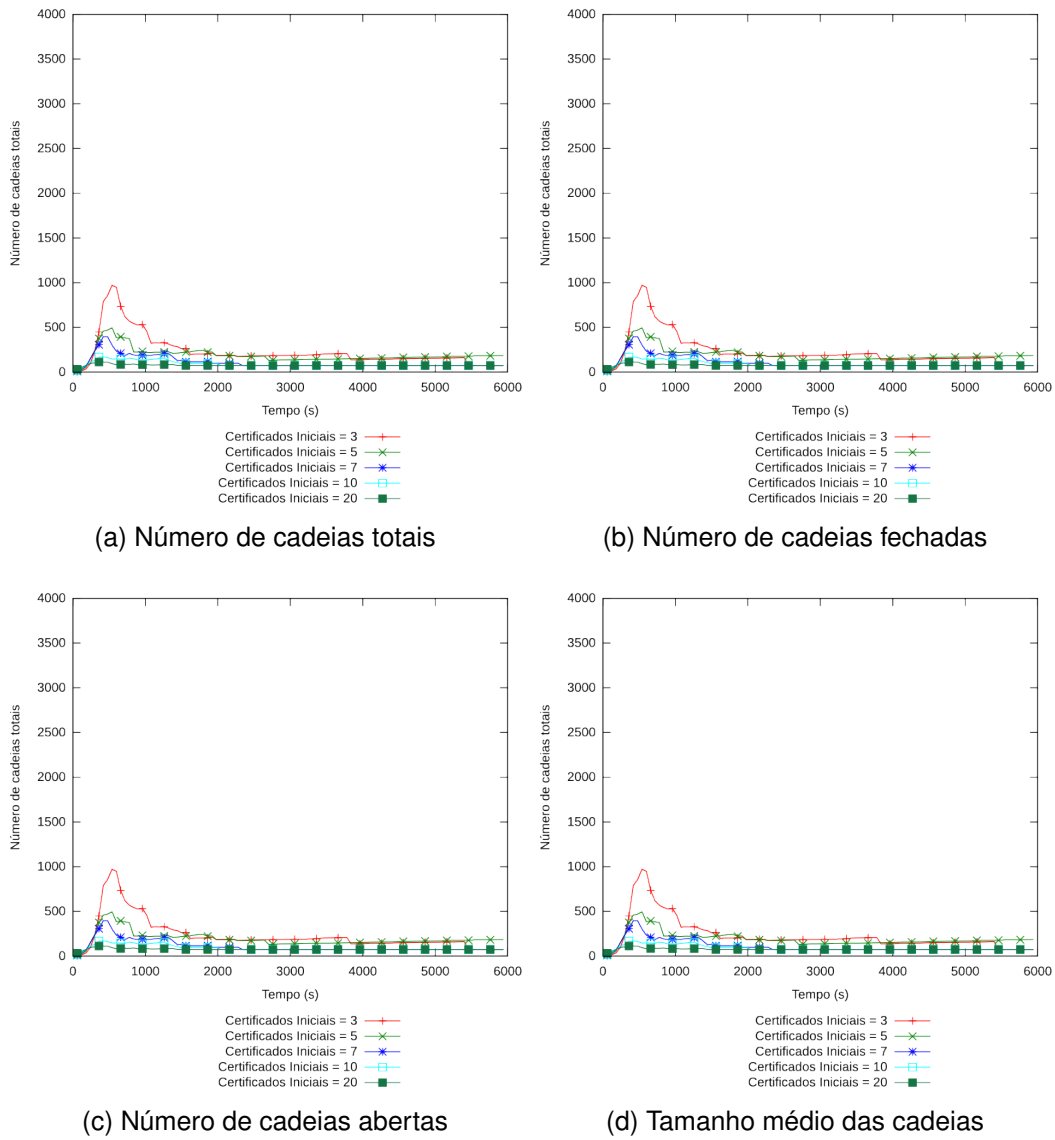 4000
3500
3000
2500
2000
1500
1000
500
0
Número de cadeias totais
0 1000 2000 3000 4000 5000 6000
Tempo (s)
Certificados Iniciais = 3
Certificados Iniciais = 5
Certificados Iniciais = 7
Certificados Iniciais = 10
Certificados Iniciais = 20
(a) Número de cadeias totais
4000
3500
3000
2500
2000
1500
1000
500
0
Número de cadeias totais
0 1000 2000 3000 4000 5000 6000
Tempo (s)
Certificados Iniciais = 3
Certificados Iniciais = 5
Certificados Iniciais = 7
Certificados Iniciais = 10
Certificados Iniciais = 20
(b) Número de cadeias fechadas
4000
3500
3000
2500
2000
1500
1000
500
0
Número de cadeias totais
0 1000 2000 3000 4000 5000 6000
Tempo (s)
Certificados Iniciais = 3
Certificados Iniciais = 5
Certificados Iniciais = 7
Certificados Iniciais = 10
Certificados Iniciais = 20
(c) Número de cadeias abertas
4000
3500
3000
2500
2000
1500
1000
500
0
Número de cadeias totais
0 1000 2000 3000 4000 5000 6000
Tempo (s)
Certificados Iniciais = 3
Certificados Iniciais = 5
Certificados Iniciais = 7
Certificados Iniciais = 10
Certificados Iniciais = 20
(d) Tamanho médio das cadeias